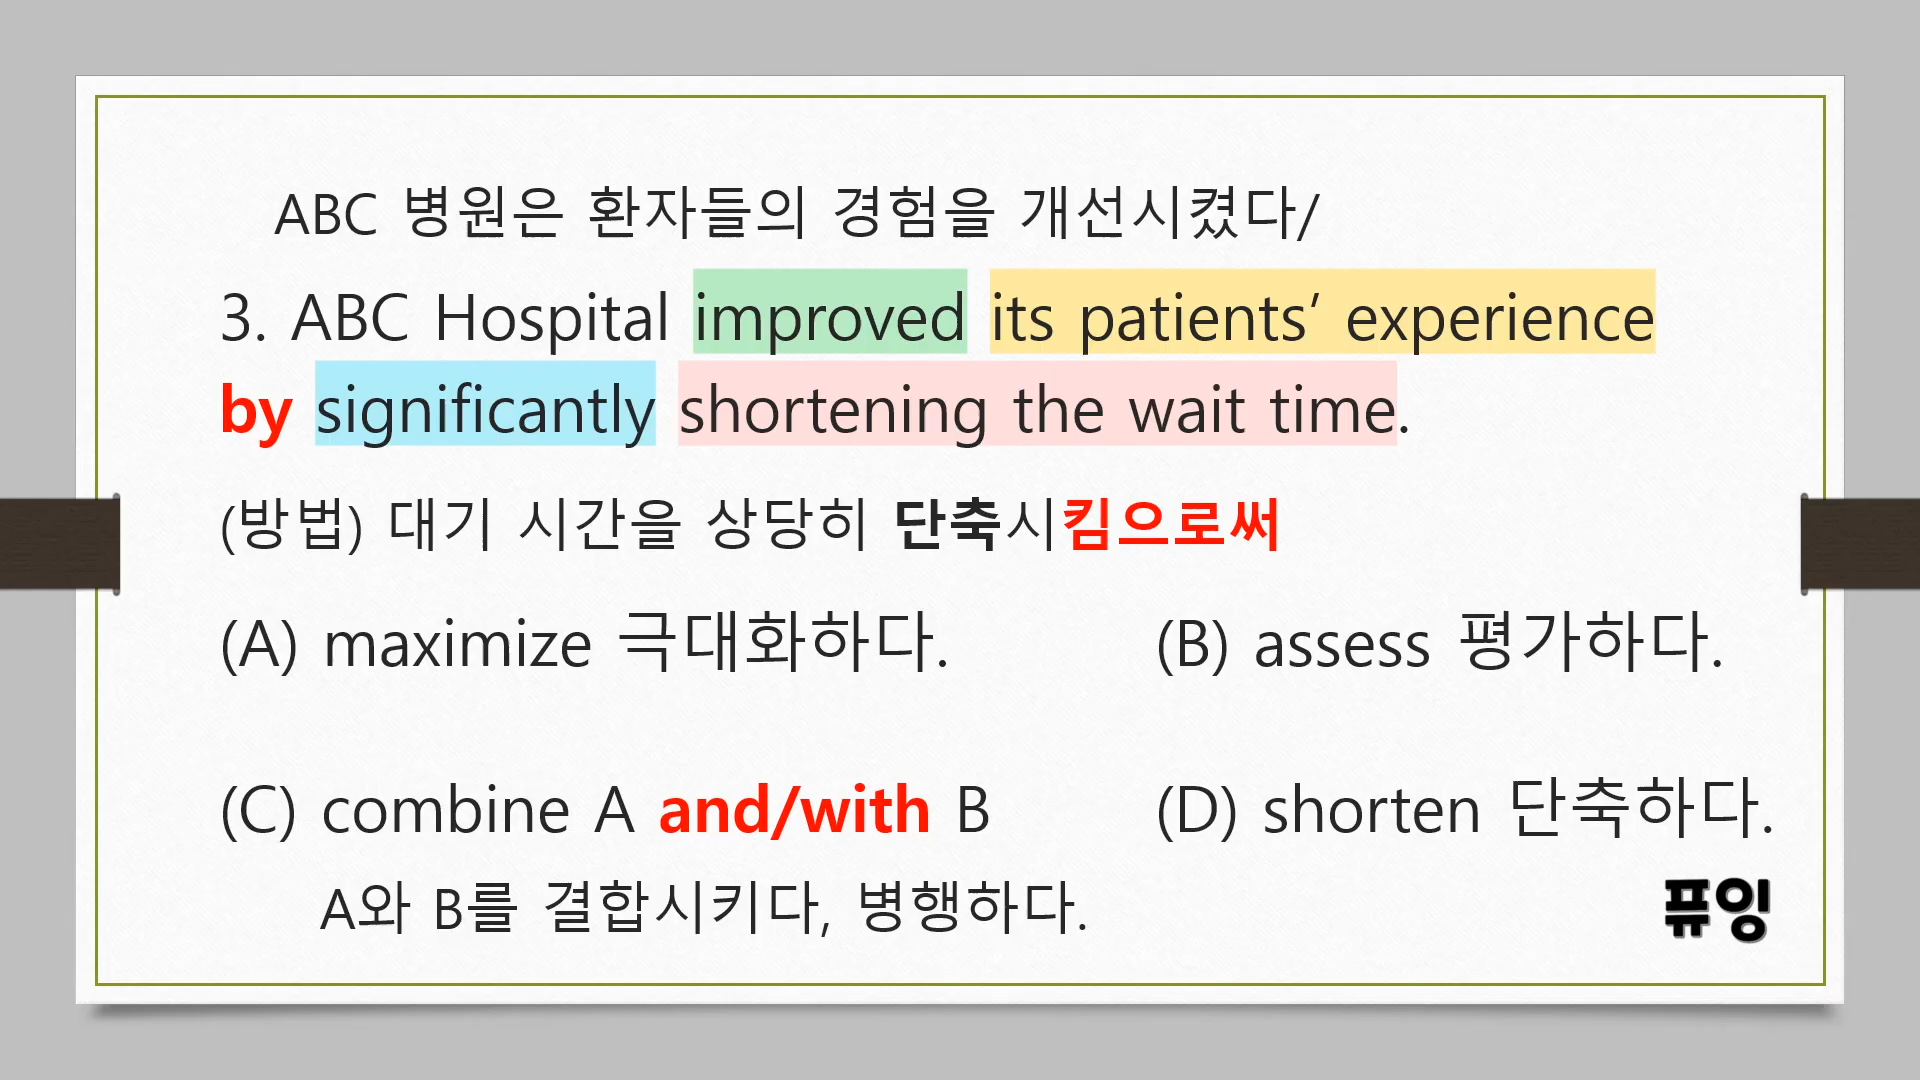 ABC 병원은 환자들의 경험을 개선시켰다/
3. ABC Hospital improved its patients’ experience
by significantly shortening the wait time.
(방법) 대기 시간을 상당히 단축시킴으로써
(A) maximize 극대화하다. (B) assess 평가하다.
(C) combine A and/with B (D) shorten 단축하다.
A와 B를 결합시키다, 병행하다.
퓨잉